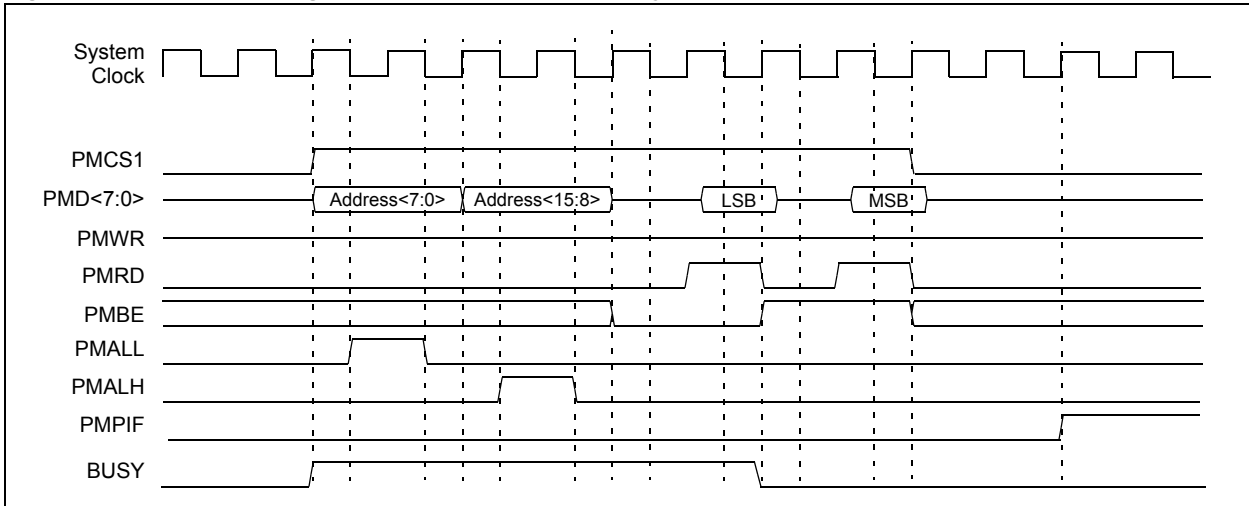 System
Clock
PMCS1
PMD<7:0>
Address<7:0>
Address<15:8>
LSB
MSB
PMWR
PMRD
PMBE
PMALL
PMALH
PMPIF
BUSY